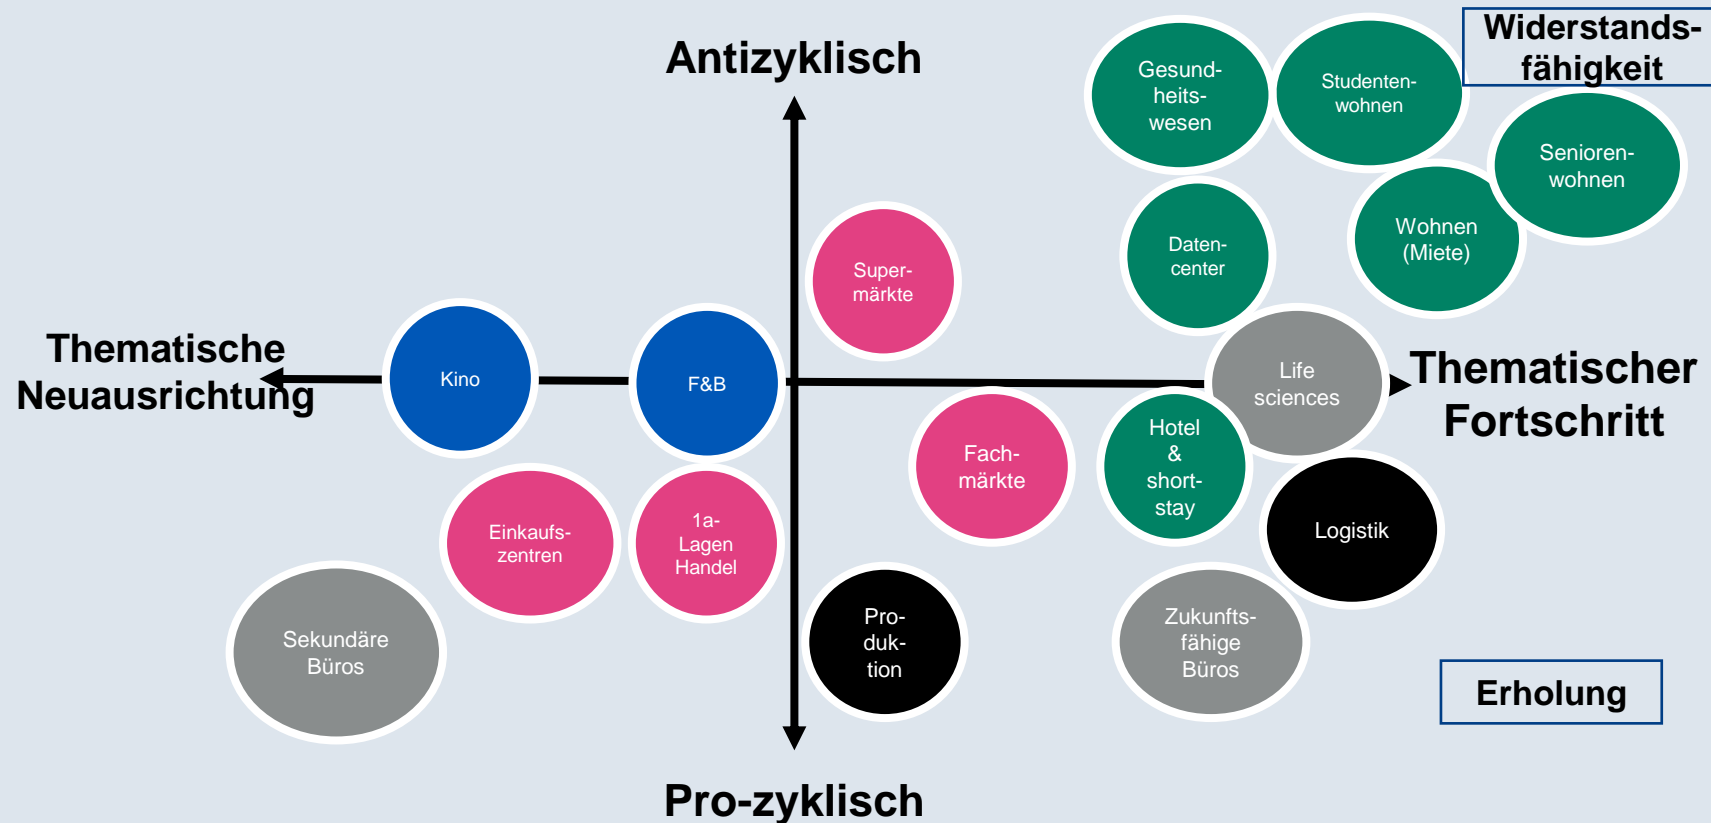 Widerstands-
fähigkeit
Antizyklisch
Gesund-
heits-
wesen
Studenten-
wohnen
Senioren-
wohnen
Wohnen
(Miete)
Daten-
center
Super-
märkte
Thematische
Neuausrichtung
Kino
F&B
Life
sciences
Thematischer
Fortschritt
Fach-
märkte
Hotel
&
short-
stay
Einkaufs-
zentren
1a-
Lagen
Handel
Logistik
Sekundäre
Büros
Pro-
duk-
tion
Zukunfts-
fähige
Büros
Erholung
Pro-zyklisch